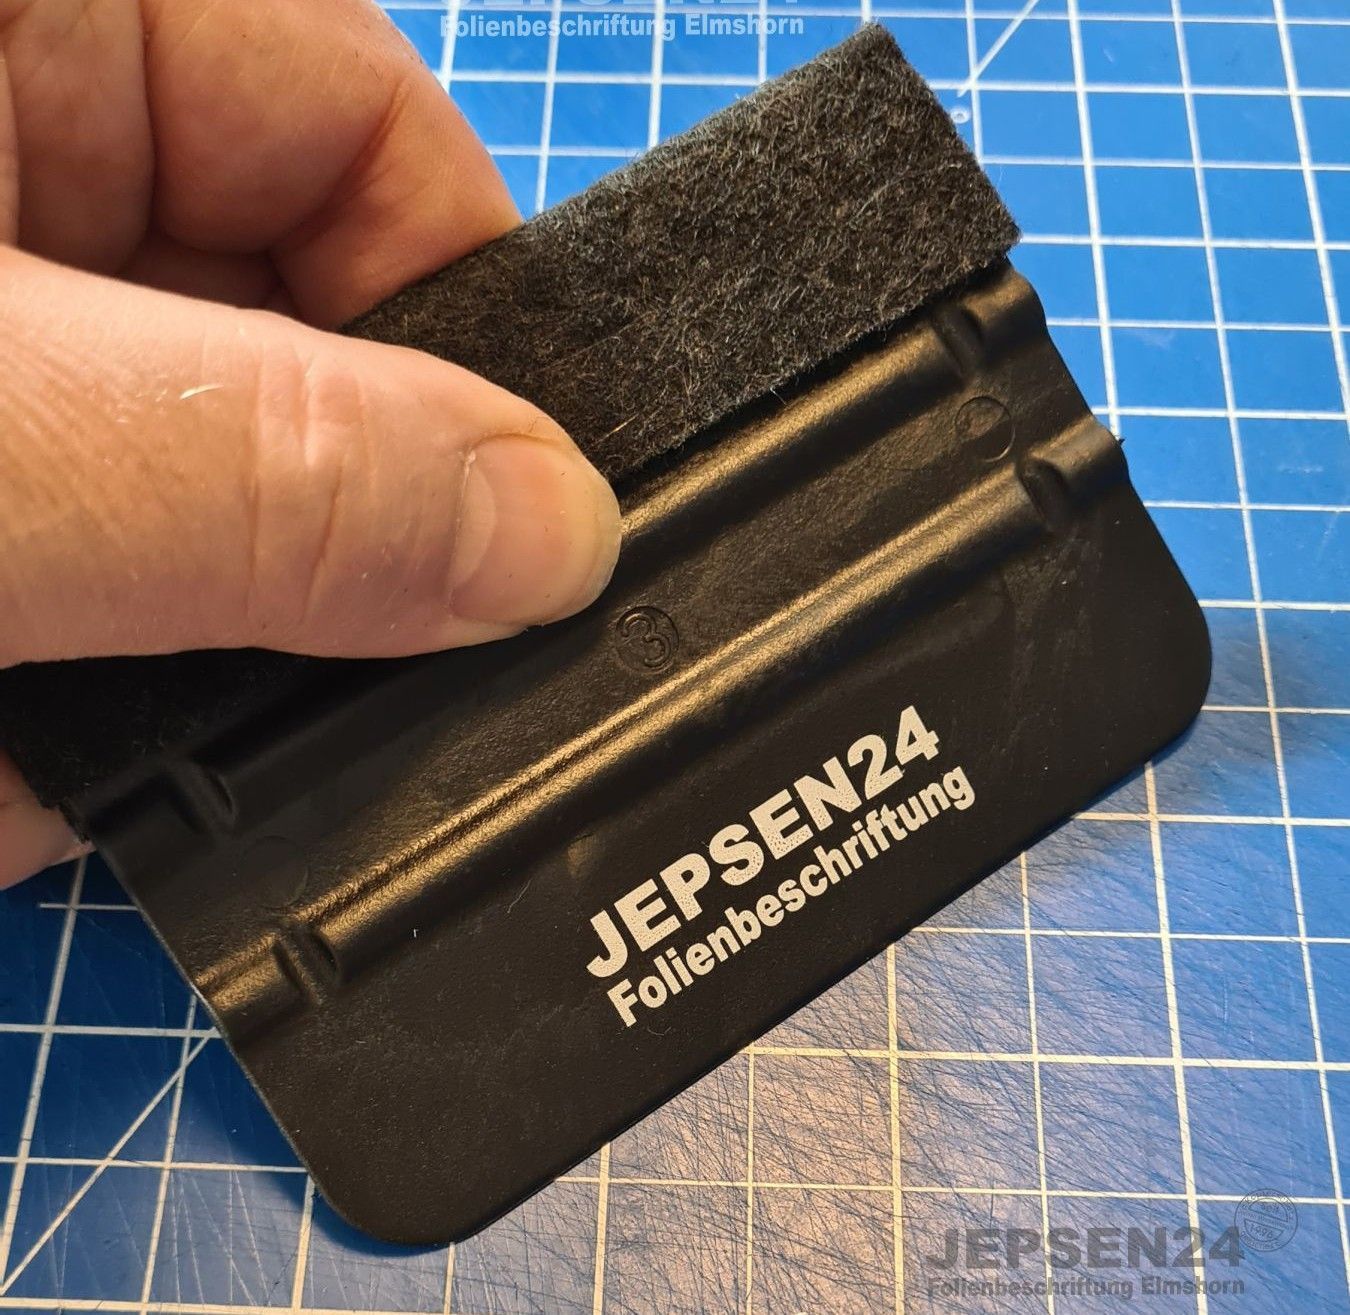 Folienbeschriftung Elmshorn
3
JEPSEN24
Folienbeschriftung
JEPSEN24
Folienbeschriftung Elmshorn